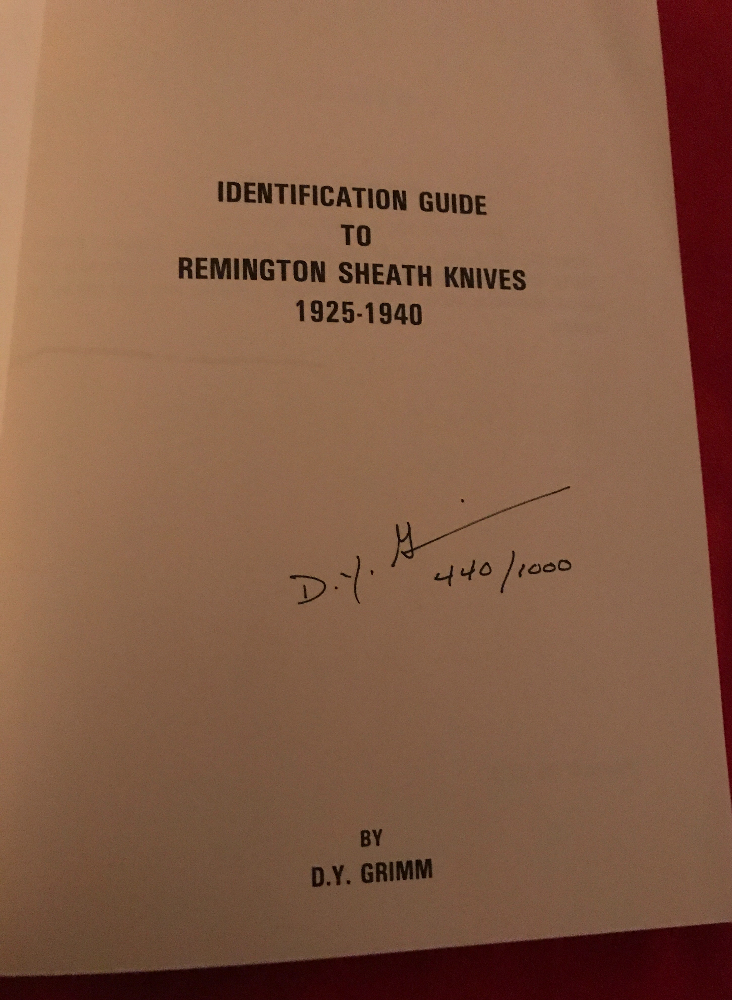 IDENTIFICATION GUIDE
TO
REMINGTON SHEATH KNIVES
1925-1940
D.Y. G
440/1000
BY
D.Y. GRIMM